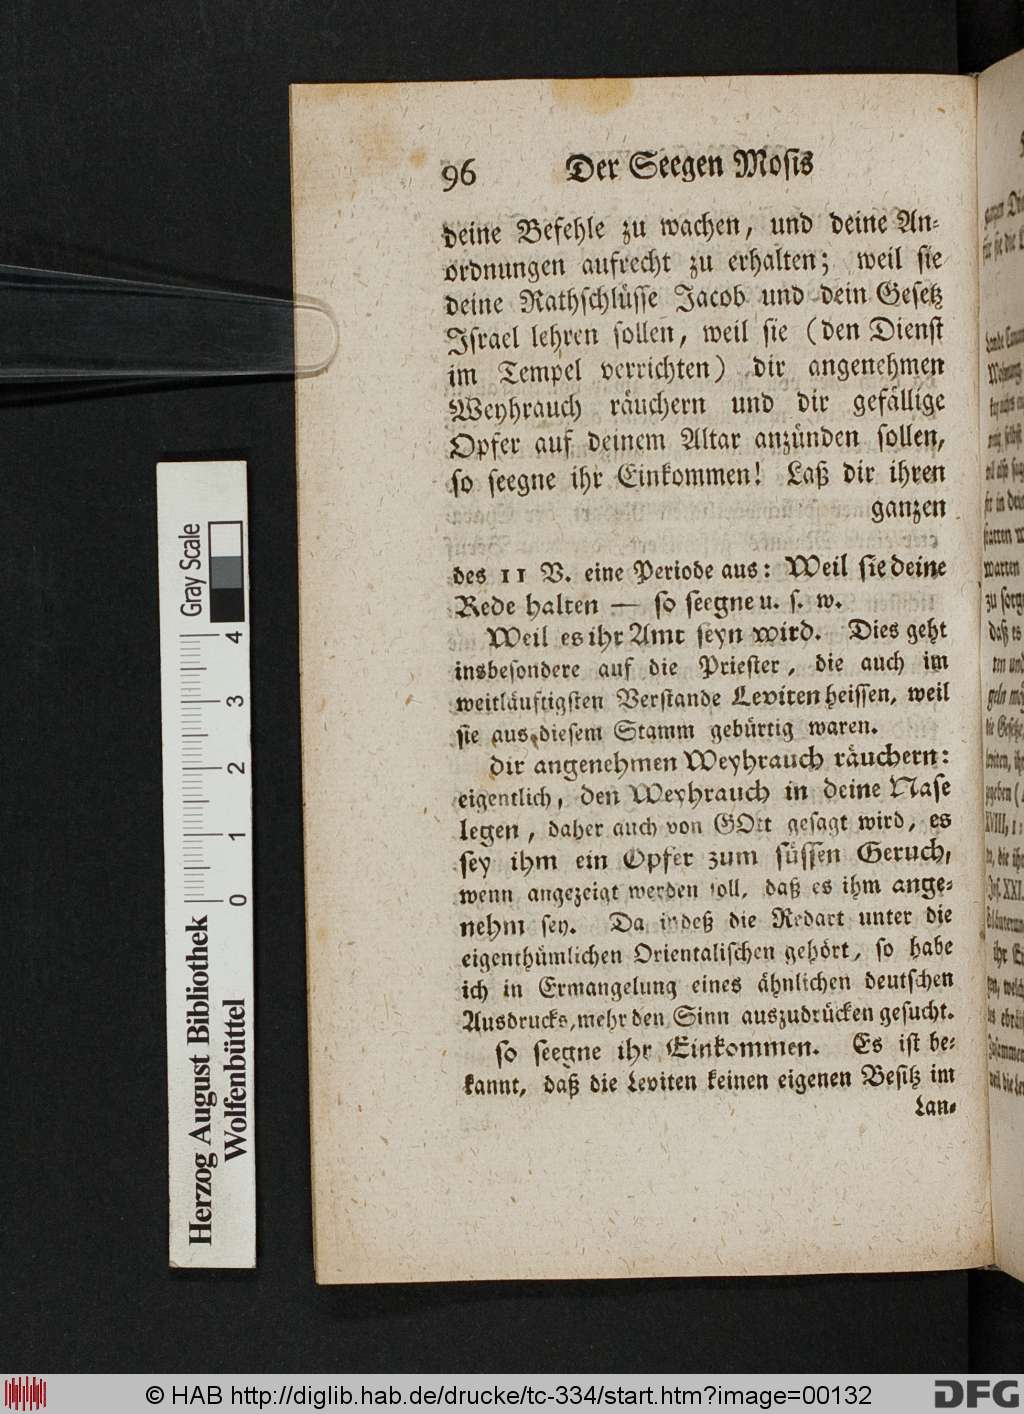 96 Der Seegen Mosis
deine Befehle zu wachen, und deine An-
ordnungen aufrecht zu erhalten; weil sie
deine Rathschlüsse Jacob und dein Gesetz
Israel lehren sollen, weil sie (den Dienst
im Tempel verrichten) dir angenehmen
Weyhrauch räuchern und dir gefällige
Opfer auf deinem Altar anzünden sollen,
so seegne ihr Einkommen! Laß dir ihren
ganzen
des 11 V. eine Periode aus: Weil sie deine
Rede halten — so seegne u. s. w.
Weil es ihr Amt seyn wird. Dies geht
insbesondere auf die Priester, die auch im
weitläuftigsten Verstande Leviten heissen, weil
sie aus diesem Stamm gebürtig waren.
dir angenehmen Weyhrauch räuchern:
eigentlich, den Weyhrauch in deine Nase
legen, daher auch von GOtt gesagt wird, es
sey ihm ein Opfer zum süssen Geruch,
wenn angezeigt werden soll, daß es ihm ange-
nehm sey. Da indeß die Redart unter die
eigenthümlichen Orientalischen gehört, so habe
ich in Ermangelung eines ähnlichen deutschen
Ausdrucks, mehr den Sinn auszudrücken gesucht.
so seegne ihr Einkommen. Es ist be-
kannt, daß die Leviten keinen eigenen Besitz im
Lan-
Gray Scale
0 1 2 3 4
Herzog August Bibliothek
Wolfenbüttel
© HAB http://diglib.hab.de/drucke/tc-334/start.htm?image=00132
DFG